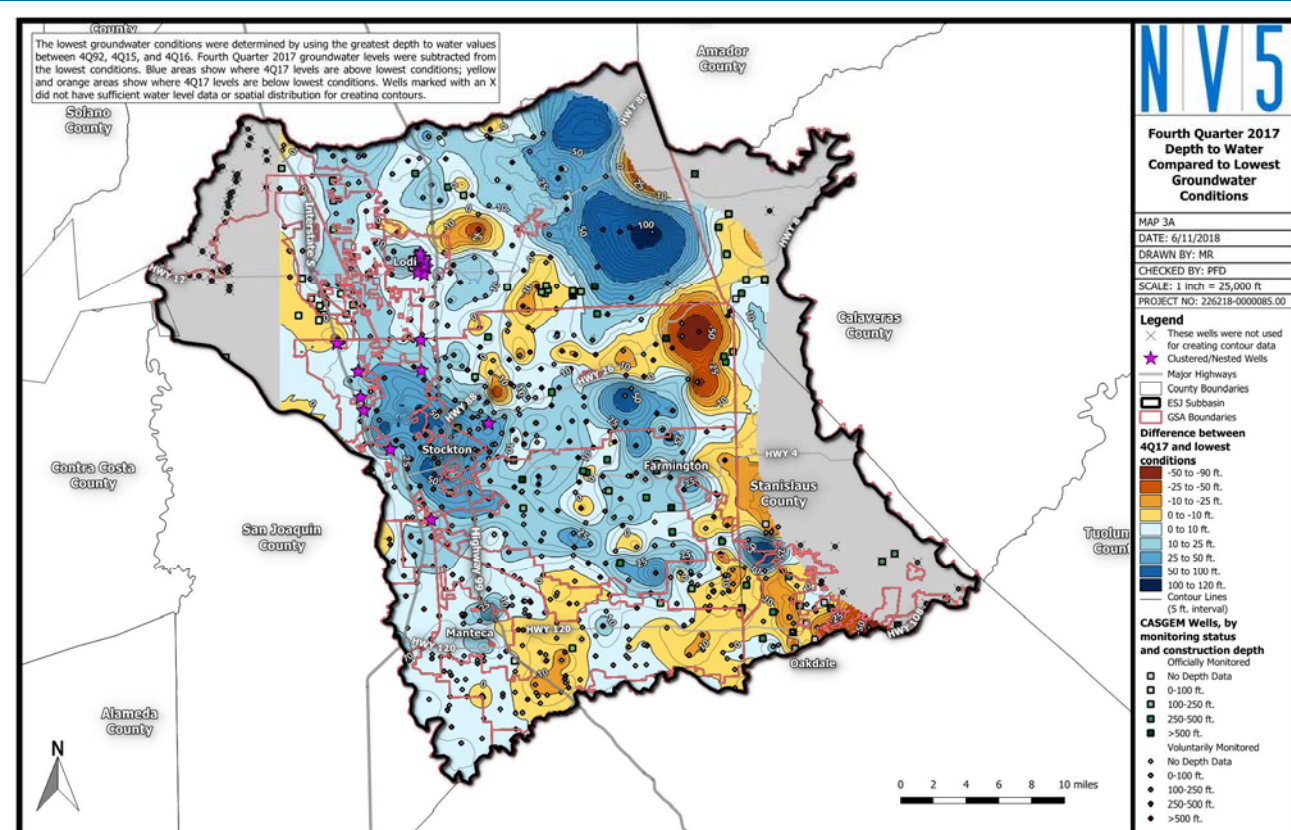 County
The lowest groundwater conditions were determined by using the greatest depth to water values
between 4Q92, 4Q15, and 4Q16. Fourth Quarter 2017 groundwater levels were subtracted from
the lowest conditions. Blue areas show where 4Q17 levels are above lowest conditions; yellow
and orange areas show where 4Q17 levels are below lowest conditions. Wells marked with an X
did not have sufficient water level data or spatial distribution for creating contours.
Solano
County
Amador
County
HWY 88
Interstate 5
HWY 12
Lodi
HWY 26
HWY 88
Calaveras
County
Stockton
Farmington
HWY 4
Stanislaus
County
Contra Costa
County
San Joaquin
County
Tuolum
Count
Highway 99
Manteca
HWY 120
HWY 120
HWY 108
Oakdale
Alameda
County
N
0 2 4 6 8 10 miles
NV5
Fourth Quarter 2017
Depth to Water
Compared to Lowest
Groundwater
Conditions
MAP 3A
DATE: 6/11/2018
DRAWN BY: MR
CHECKED BY: PFD
SCALE: 1 inch = 25,000 ft
PROJECT NO: 226218-0000085.00
Legend
These wells were not used
for creating contour data
Clustered/Nested Wells
Major Highways
County Boundaries
ESJ Subbasin
GSA Boundaries
Difference between
4Q17 and lowest
conditions
-50 to -90 ft.
-25 to -50 ft.
-10 to -25 ft.
0 to -10 ft.
0 to 10 ft.
10 to 25 ft.
25 to 50 ft.
50 to 100 ft.
100 to 120 ft.
Contour Lines
(5 ft. interval)
CASGEM Wells, by
monitoring status
and construction depth
Officially Monitored
No Depth Data
0-100 ft.
100-250 ft.
250-500 ft.
>500 ft.
Voluntarily Monitored
No Depth Data
0-100 ft.
100-250 ft.
250-500 ft.
>500 ft.